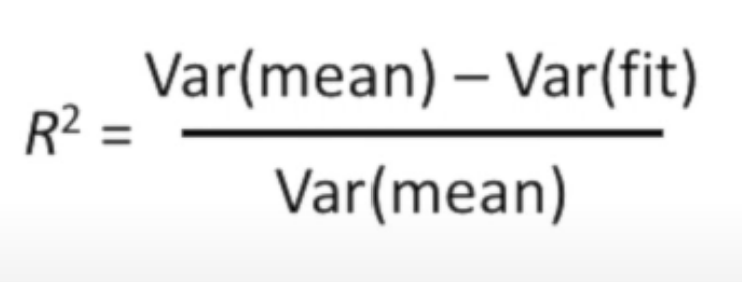 Var(mean) – Var(fit)
R² =
Var(mean)